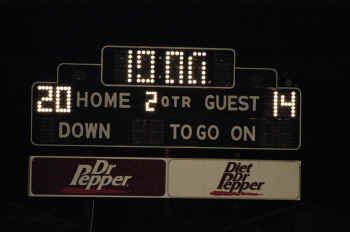 10:00
20 HOME 2 QTR GUEST 14
DOWN TO GO ON
Dr Pepper
Diet Dr Pepper